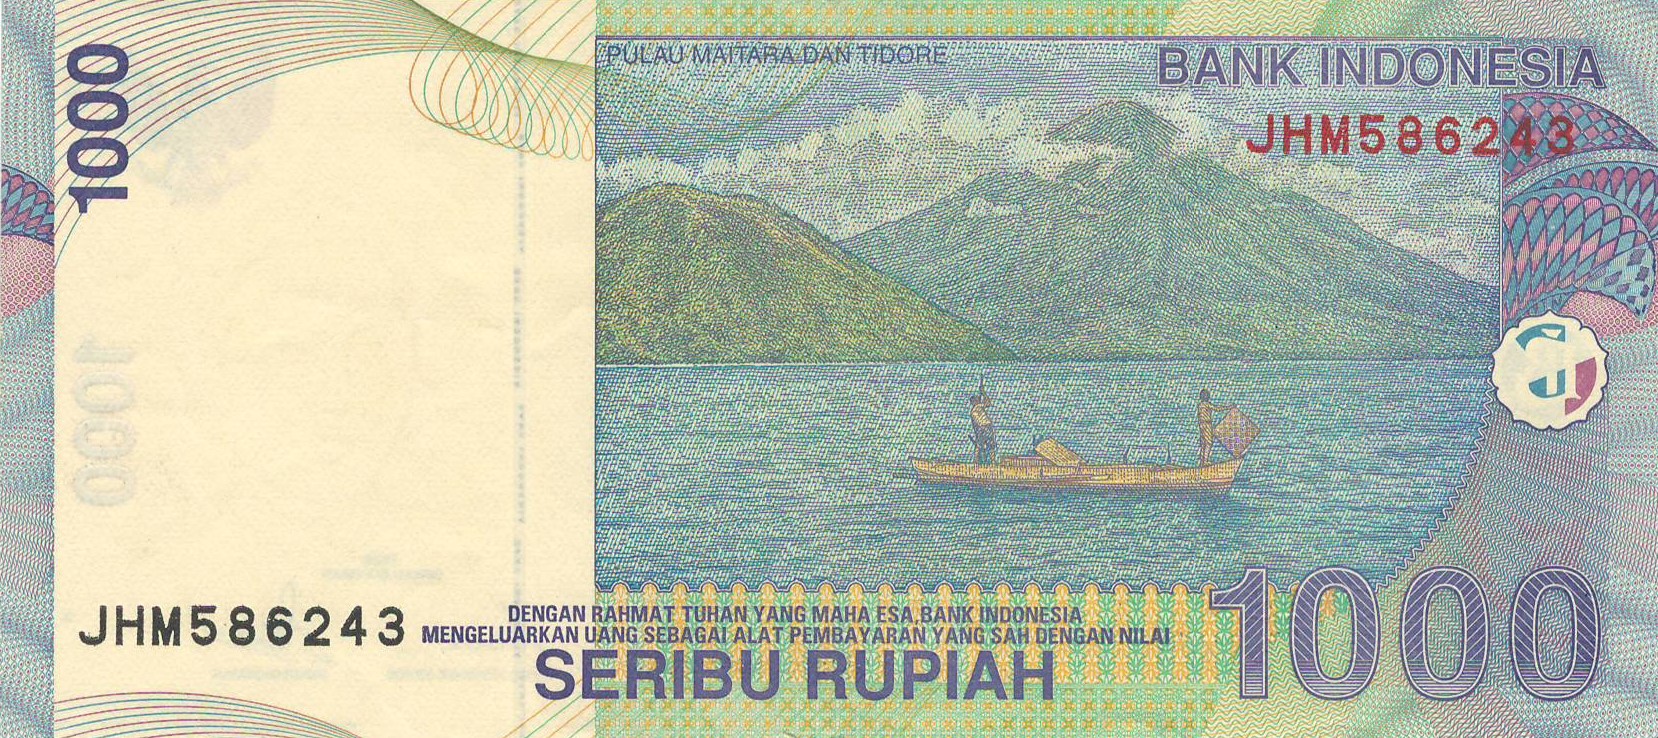 1000
PULAU MAITARA DAN TIDORE
BANK INDONESIA
JHM586243
JHM586243
DENGAN RAHMAT TUHAN YANG MAHA ESA, BANK INDONESIA
MENGELUARKAN UANG SEBAGAI ALAT PEMBAYARAN YANG SAH DENGAN NILAI
SERIBU RUPIAH
1000